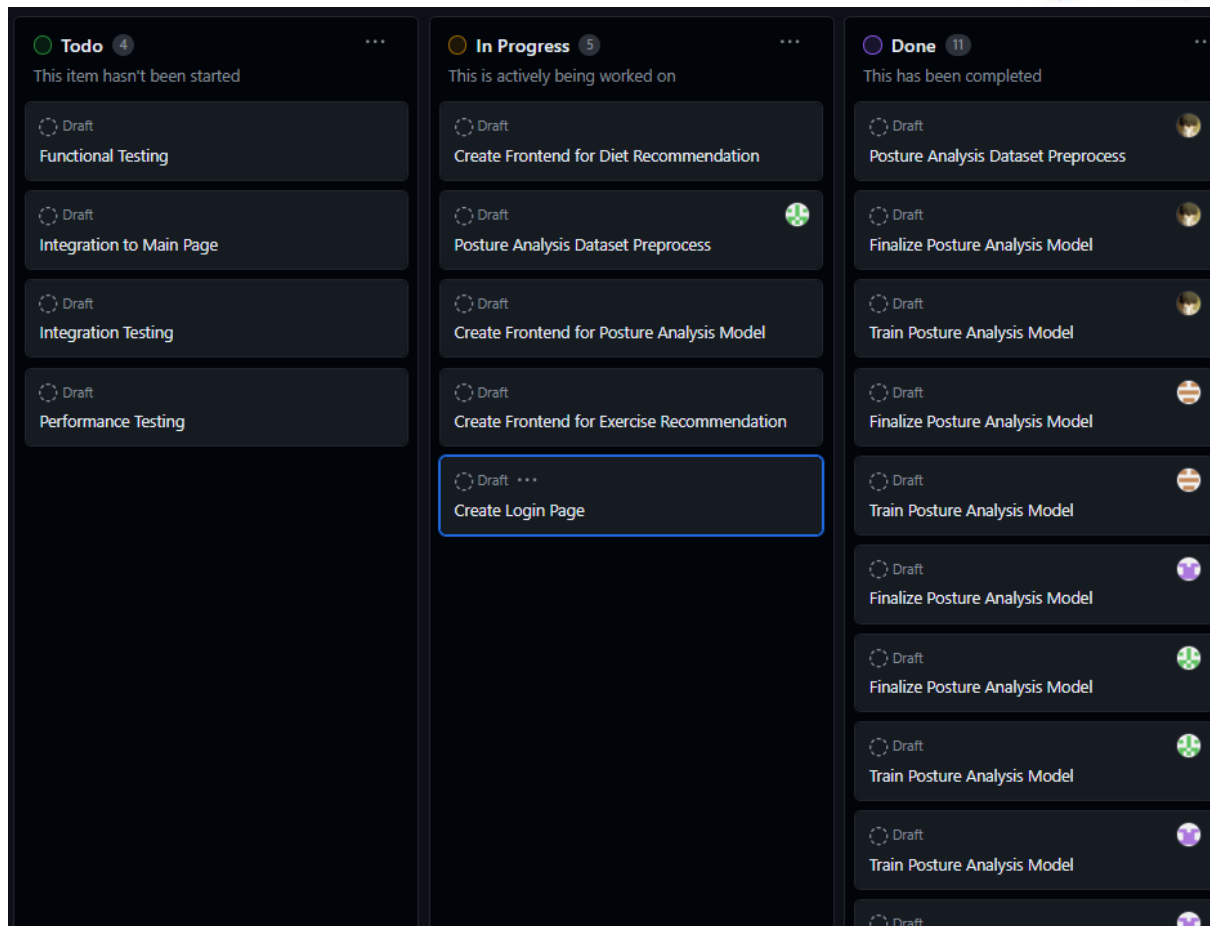 Todo 4
This item hasn't been started
Draft
Functional Testing
Draft
Integration to Main Page
Draft
Integration Testing
Draft
Performance Testing
In Progress 5
This is actively being worked on
Draft
Create Frontend for Diet Recommendation
Draft
Posture Analysis Dataset Preprocess
Draft
Create Frontend for Posture Analysis Model
Draft
Create Frontend for Exercise Recommendation
Draft
Create Login Page
Done 11
This has been completed
Draft
Posture Analysis Dataset Preprocess
Draft
Finalize Posture Analysis Model
Draft
Train Posture Analysis Model
Draft
Finalize Posture Analysis Model
Draft
Train Posture Analysis Model
Draft
Finalize Posture Analysis Model
Draft
Finalize Posture Analysis Model
Draft
Train Posture Analysis Model
Draft
Train Posture Analysis Model
Draft